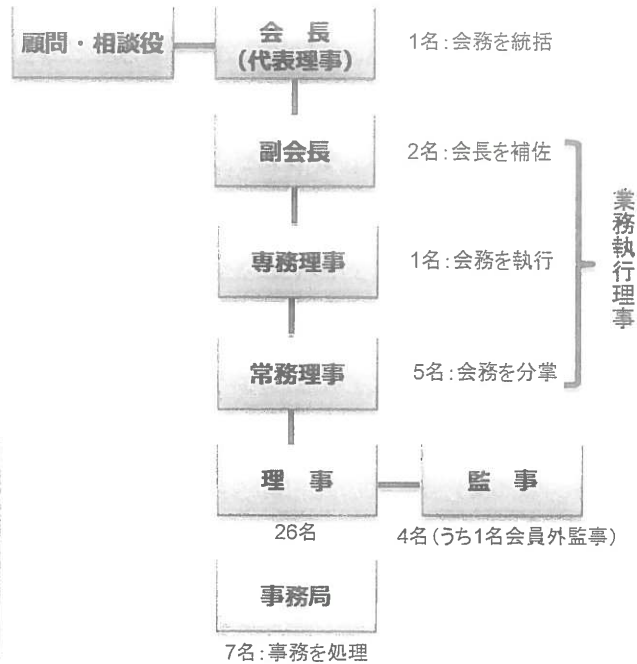 顧問・相談役
会　長
(代表理事)
1名：会務を統括
副会長
2名：会長を補佐
専務理事
1名：会務を執行
常務理事
5名：会務を分掌
業務執行理事
理　事
26名
監　事
4名(うち1名会員外監事)
事務局
7名：事務を処理